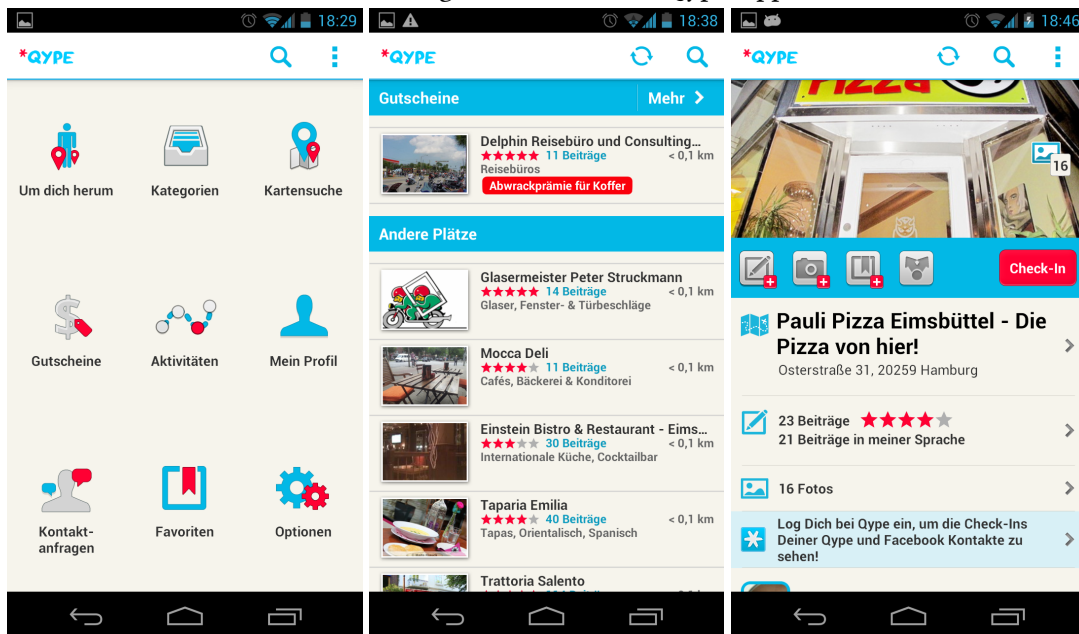 18:29
*QYPE
Um dich herum
Kategorien
Kartensuche
Gutscheine
Aktivitäten
Mein Profil
Kontakt-
anfragen
Favoriten
Optionen
18:38
*QYPE
Gutscheine
Mehr
Delphin Reisebüro und Consulting...
11 Beiträge
< 0,1 km
Reisebüros
Abwrackprämie für Koffer
Andere Plätze
Glasermeister Peter Struckmann
14 Beiträge
< 0,1 km
Glaser, Fenster- & Türbeschläge
Mocca Deli
11 Beiträge
< 0,1 km
Cafés, Bäckerei & Konditorei
Einstein Bistro & Restaurant - Eims...
30 Beiträge
< 0,1 km
Internationale Küche, Cocktailbar
Taparia Emilia
40 Beiträge
< 0,1 km
Tapas, Orientalisch, Spanisch
Trattoria Salento
18:46
*QYPE
Pizza
16
Check-In
Pauli Pizza Eimsbüttel - Die
Pizza von hier!
Osterstraße 31, 20259 Hamburg
23 Beiträge
21 Beiträge in meiner Sprache
16 Fotos
Log Dich bei Qype ein, um die Check-Ins
Deiner Qype und Facebook Kontakte zu
sehen!